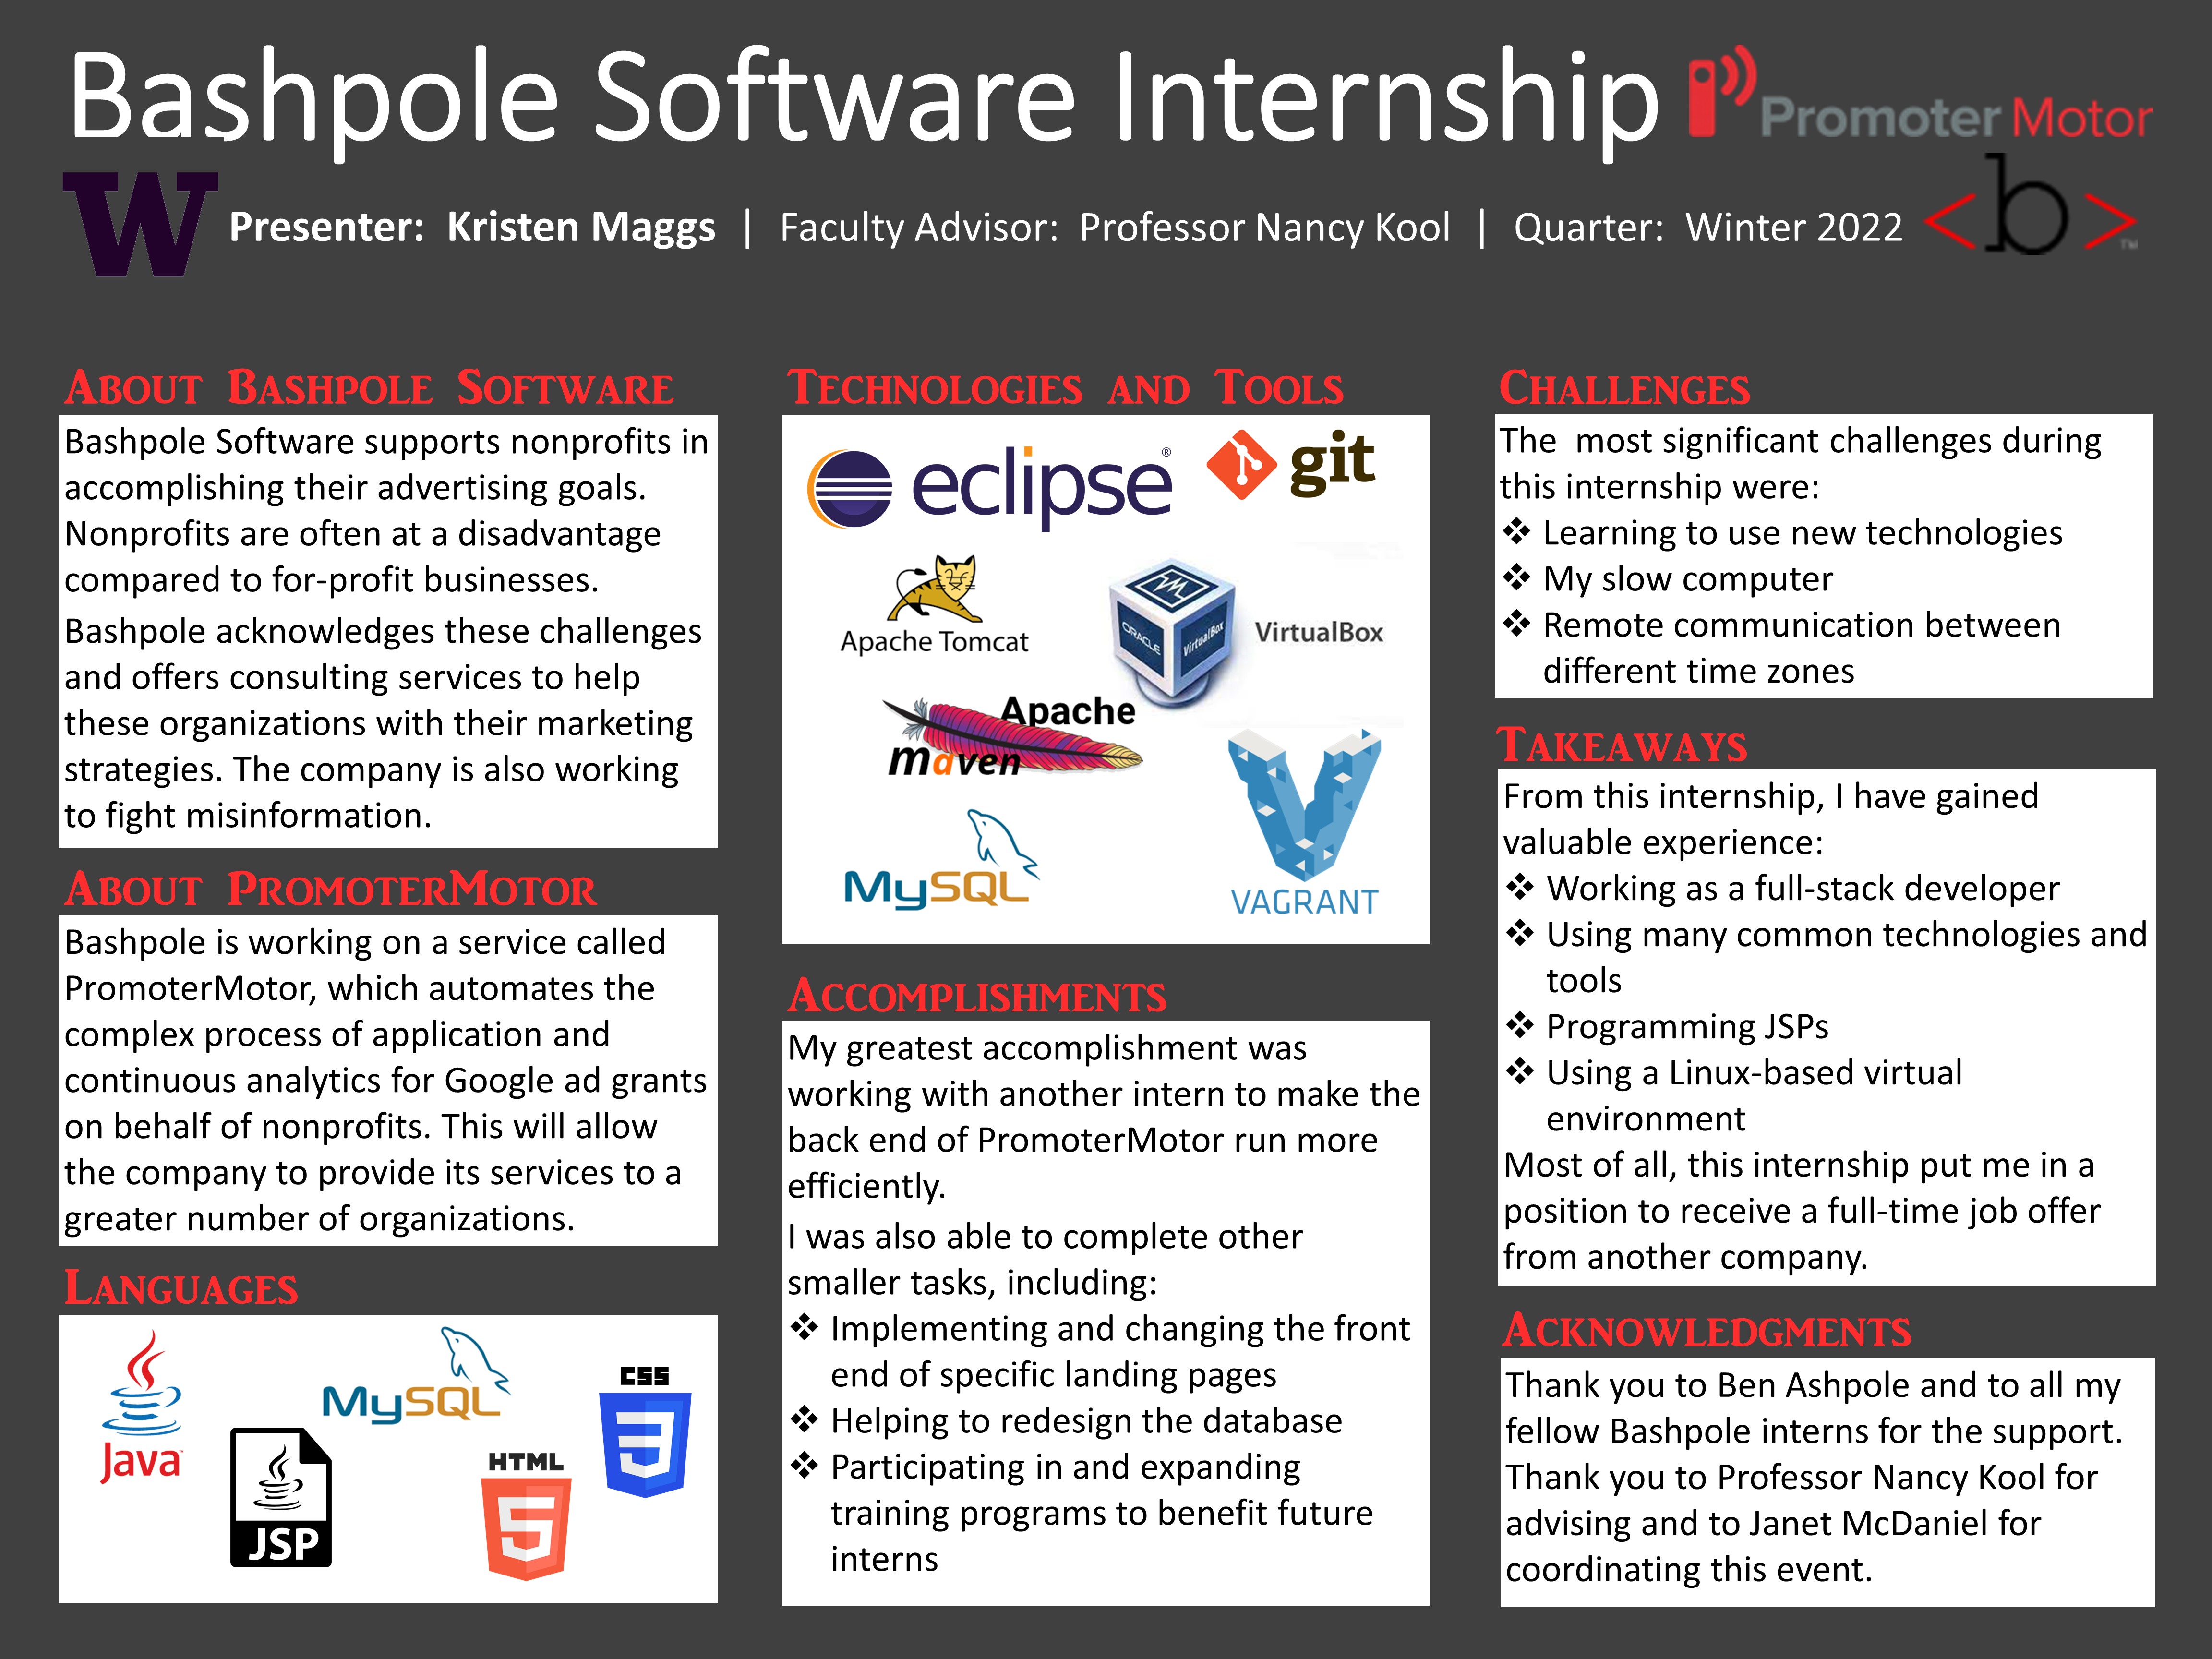 Bashpole Software Internship
Promoter Motor
W
Presenter: Kristen Maggs | Faculty Advisor: Professor Nancy Kool | Quarter: Winter 2022
<b>
TM
About Bashpole Software
Bashpole Software supports nonprofits in
accomplishing their advertising goals.
Nonprofits are often at a disadvantage
compared to for-profit businesses.
Bashpole acknowledges these challenges
and offers consulting services to help
these organizations with their marketing
strategies. The company is also working
to fight misinformation.
About PromoterMotor
Bashpole is working on a service called
PromoterMotor, which automates the
complex process of application and
continuous analytics for Google ad grants
on behalf of nonprofits. This will allow
the company to provide its services to a
greater number of organizations.
Languages
Java™
MySQL
CSS
3
JSP
HTML
5
Technologies and Tools
eclipse®
git
Apache Tomcat
ORACLE
VirtualBox
VirtualBox
Apache
maven
MySQL
VAGRANT
Accomplishments
My greatest accomplishment was
working with another intern to make the
back end of PromoterMotor run more
efficiently.
I was also able to complete other
smaller tasks, including:
❖ Implementing and changing the front
end of specific landing pages
❖ Helping to redesign the database
❖ Participating in and expanding
training programs to benefit future
interns
Challenges
The most significant challenges during
this internship were:
❖ Learning to use new technologies
❖ My slow computer
❖ Remote communication between
different time zones
Takeaways
From this internship, I have gained
valuable experience:
❖ Working as a full-stack developer
❖ Using many common technologies and
tools
❖ Programming JSPs
❖ Using a Linux-based virtual
environment
Most of all, this internship put me in a
position to receive a full-time job offer
from another company.
Acknowledgments
Thank you to Ben Ashpole and to all my
fellow Bashpole interns for the support.
Thank you to Professor Nancy Kool for
advising and to Janet McDaniel for
coordinating this event.